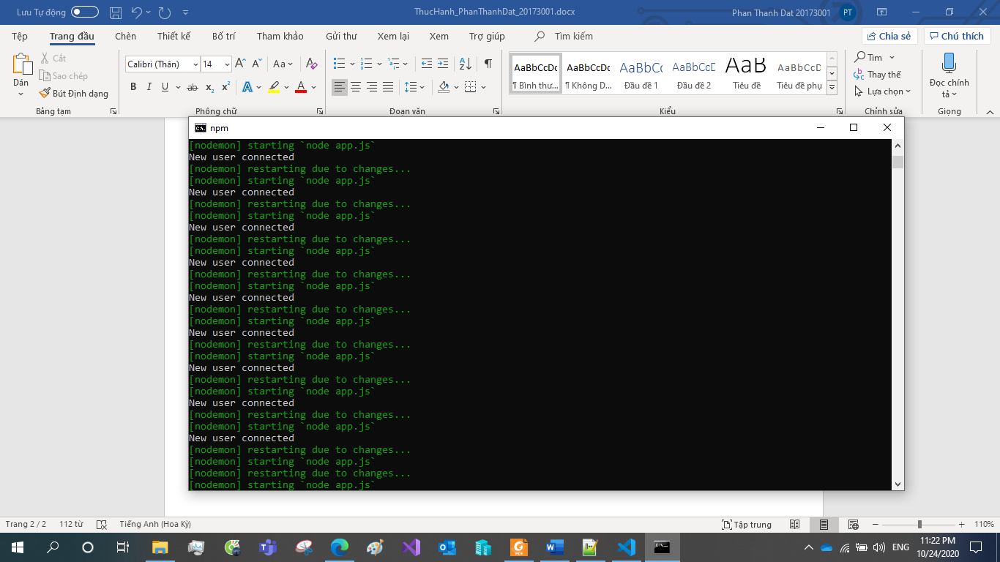 Lưu Tự động
ThucHanh_PhanThanhDat_20173001.docx
Phan Thanh Dat 20173001
PT
Tệp
Trang đầu
Chèn
Thiết kế
Bố trí
Tham khảo
Gửi thư
Xem lại
Xem
Trợ giúp
Tìm kiếm
Chia sẻ
Chú thích
Dán
Cắt
Sao chép
Bút Định dạng
Bảng tạm
Calibri (Thân)
14
Phông chữ
Đoạn văn
AaBbCcDc
¶ Bình thư...
AaBbCcDc
¶ Không D...
AaBbCc
Đầu đề 1
AaBbCcD
Đầu đề 2
AaB
Tiêu đề
AaBbCcD
Tiêu đề phụ
Kiểu
Tìm
Thay thế
Lựa chọn
Chỉnh sửa
Đọc chính
tả
Giọng
npm
[nodemon] starting `node app.js`
New user connected
[nodemon] restarting due to changes...
[nodemon] starting `node app.js`
New user connected
[nodemon] restarting due to changes...
[nodemon] starting `node app.js`
New user connected
[nodemon] restarting due to changes...
[nodemon] starting `node app.js`
New user connected
[nodemon] restarting due to changes...
[nodemon] starting `node app.js`
New user connected
[nodemon] restarting due to changes...
[nodemon] starting `node app.js`
New user connected
[nodemon] restarting due to changes...
[nodemon] starting `node app.js`
New user connected
[nodemon] restarting due to changes...
[nodemon] starting `node app.js`
New user connected
[nodemon] restarting due to changes...
[nodemon] starting `node app.js`
New user connected
[nodemon] restarting due to changes...
[nodemon] starting `node app.js`
[nodemon] restarting due to changes...
[nodemon] starting `node app.js`
Trang 2 / 2
112 từ
Tiếng Anh (Hoa Kỳ)
Tập trung
110%
ENG
11:22 PM
10/24/2020